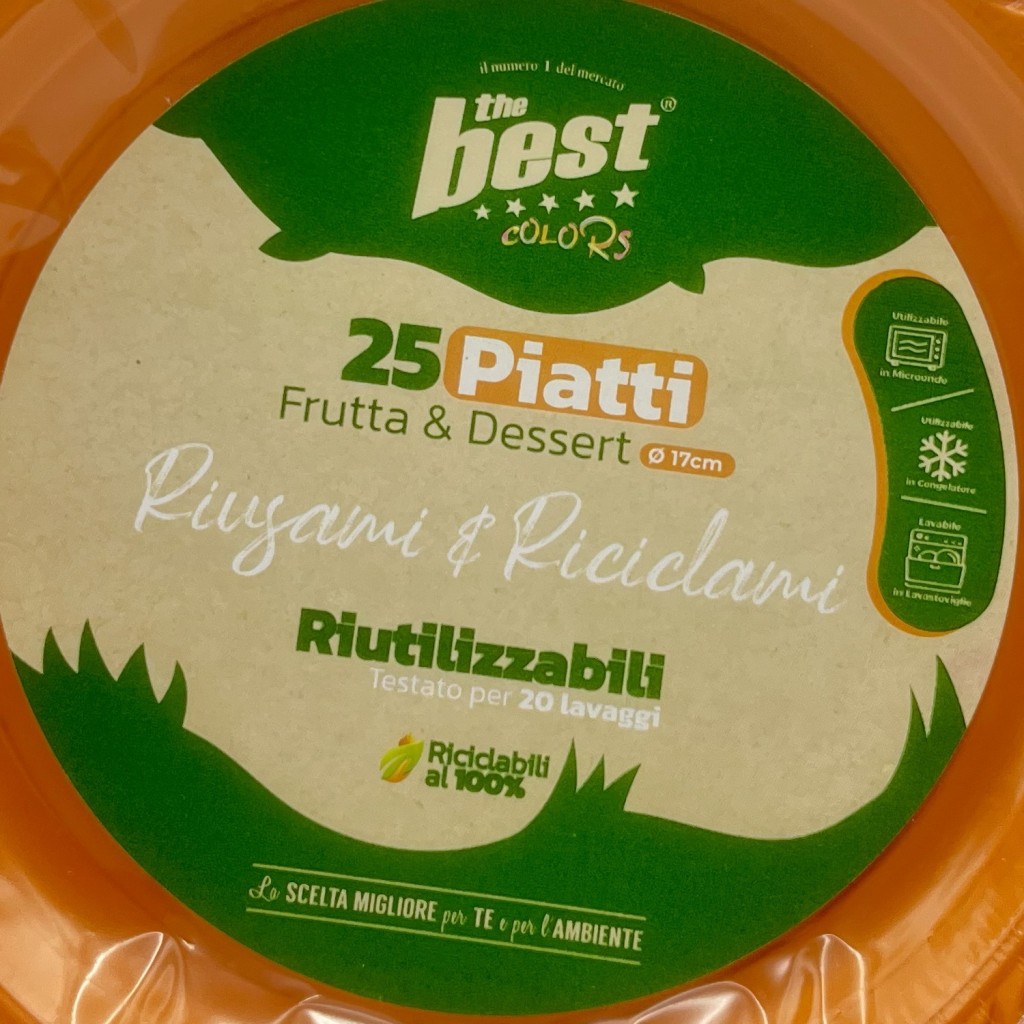 il numero 1 del mercato
the
best®
COLORS
25 Piatti
Frutta & Dessert
Ø 17cm
Riusami & Riciclami
Riutilizzabili
Testato per 20 lavaggi
Riciclabili
al 100%
La SCELTA MIGLIORE per TE e per l'AMBIENTE
Utilizzabile
in Microonde
Utilizzabile
in Congelatore
Lavabile
in Lavastoviglie